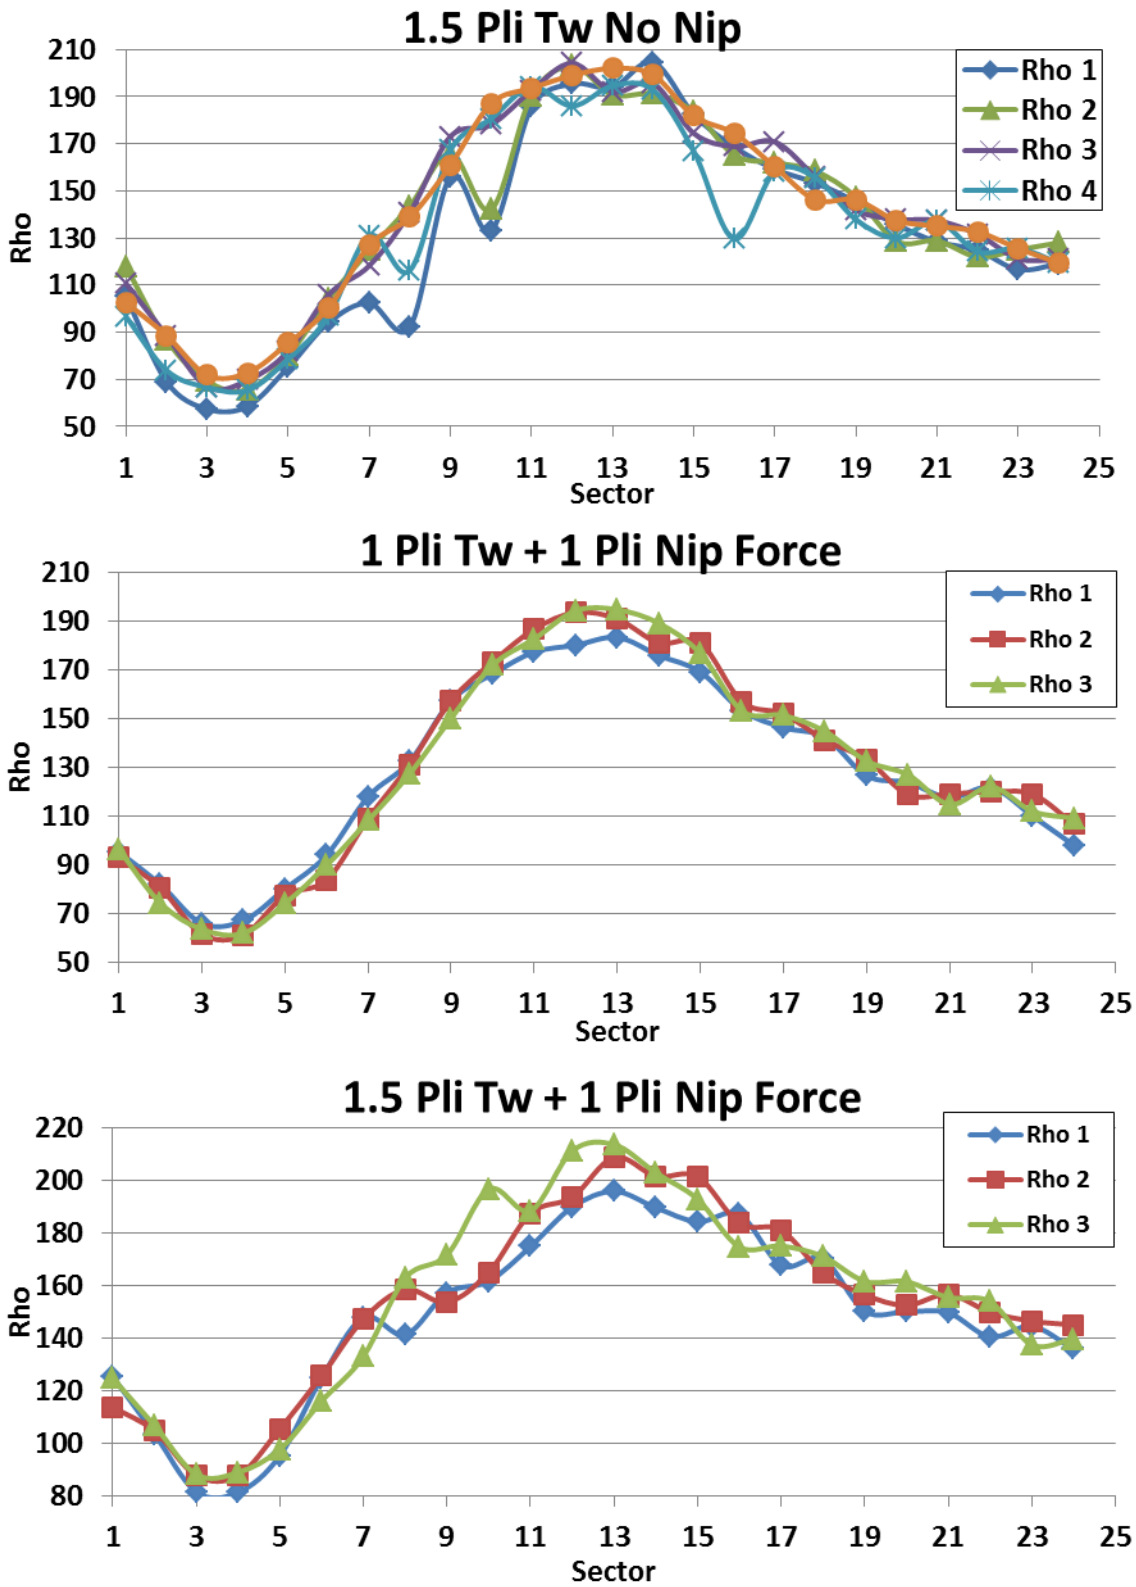 1.5 Pli Tw No Nip
210
190
170
150
130
110
90
70
50
Rho
Rho 1
Rho 2
Rho 3
Rho 4
1 3 5 7 9 11 13 15 17 19 21 23 25
Sector
1 Pli Tw + 1 Pli Nip Force
210
190
170
150
130
110
90
70
50
Rho
Rho 1
Rho 2
Rho 3
1 3 5 7 9 11 13 15 17 19 21 23 25
Sector
1.5 Pli Tw + 1 Pli Nip Force
220
200
180
160
140
120
100
80
Rho
Rho 1
Rho 2
Rho 3
1 3 5 7 9 11 13 15 17 19 21 23 25
Sector